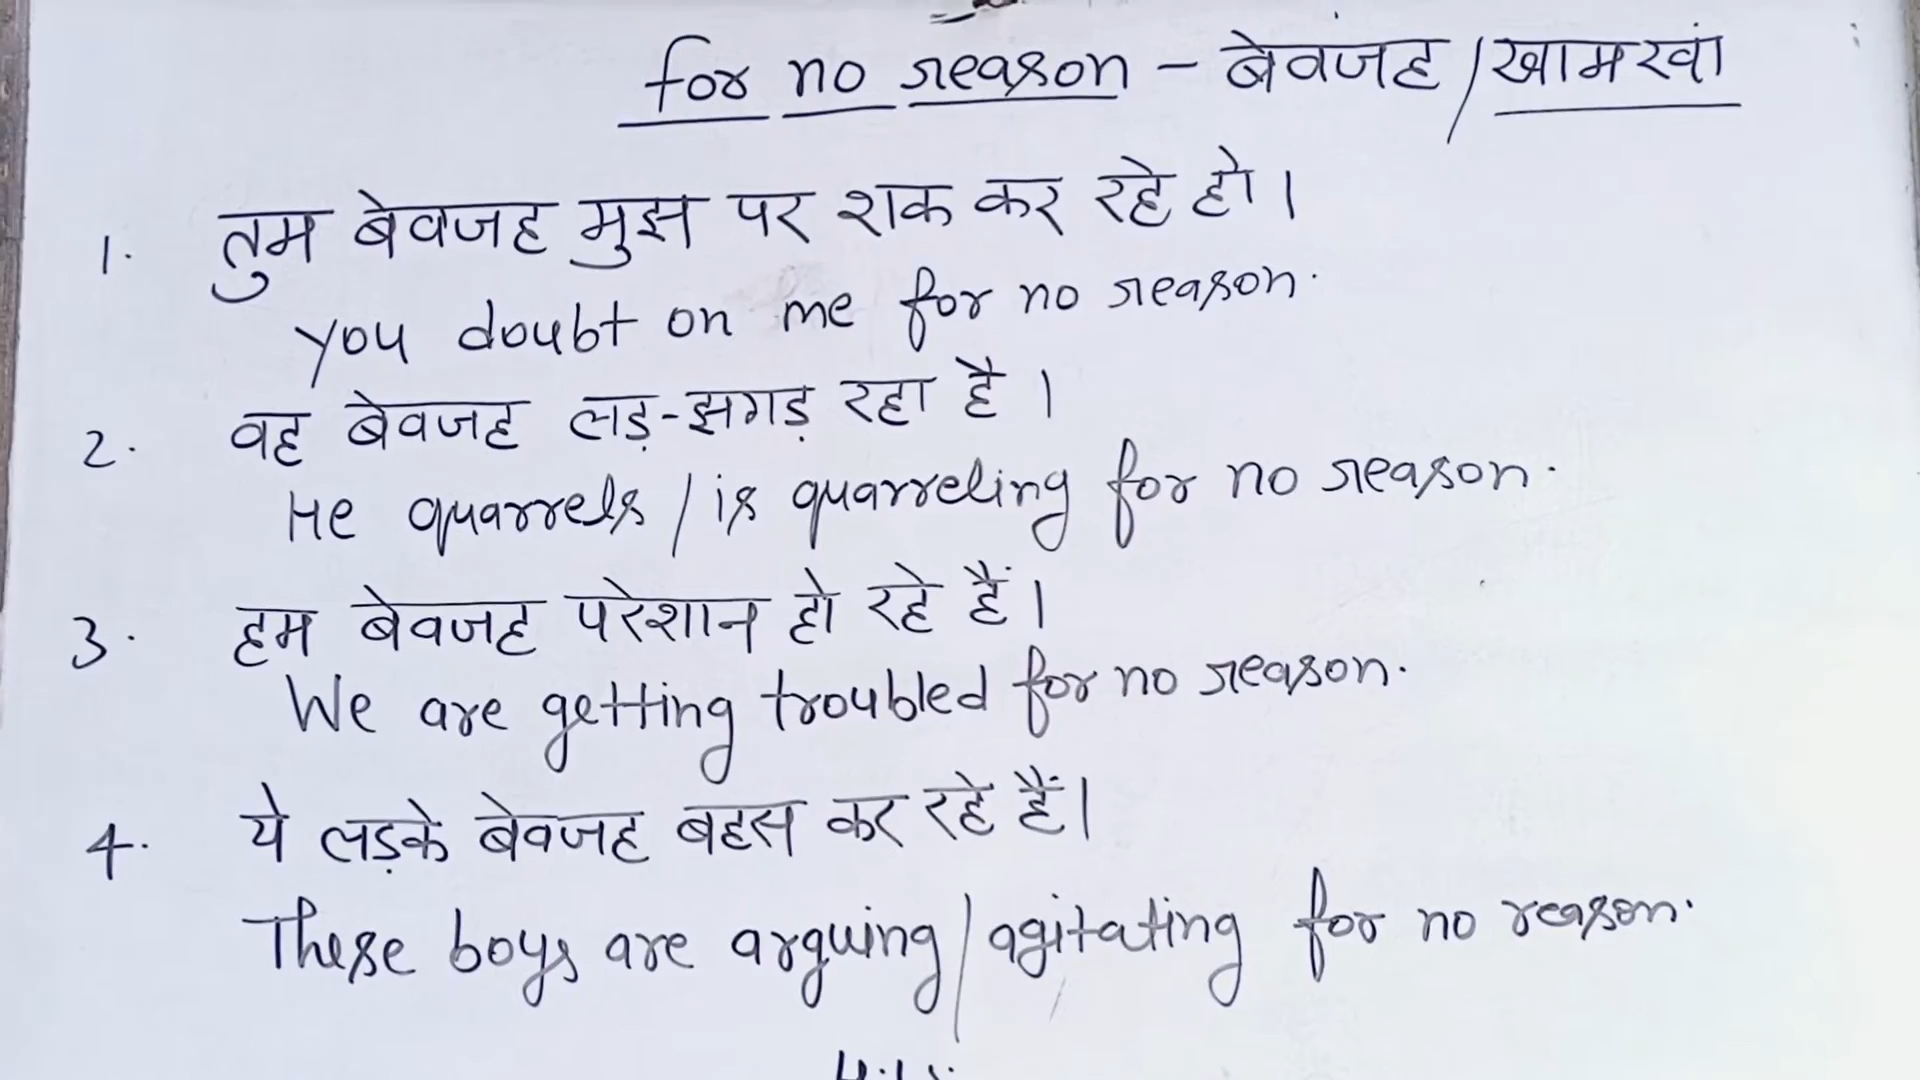 for no reason - बेवजह / खामखां
1. तुम बेवजह मुझ पर शक कर रहे हो।
You doubt on me for no reason.
2. वह बेवजह लड़-झगड़ रहा है।
He quarrels / is quarreling for no reason.
3. हम बेवजह परेशान हो रहे हैं।
We are getting troubled for no reason.
4. ये लड़के बेवजह बहस कर रहे हैं।
These boys are arguing / agitating for no reason.